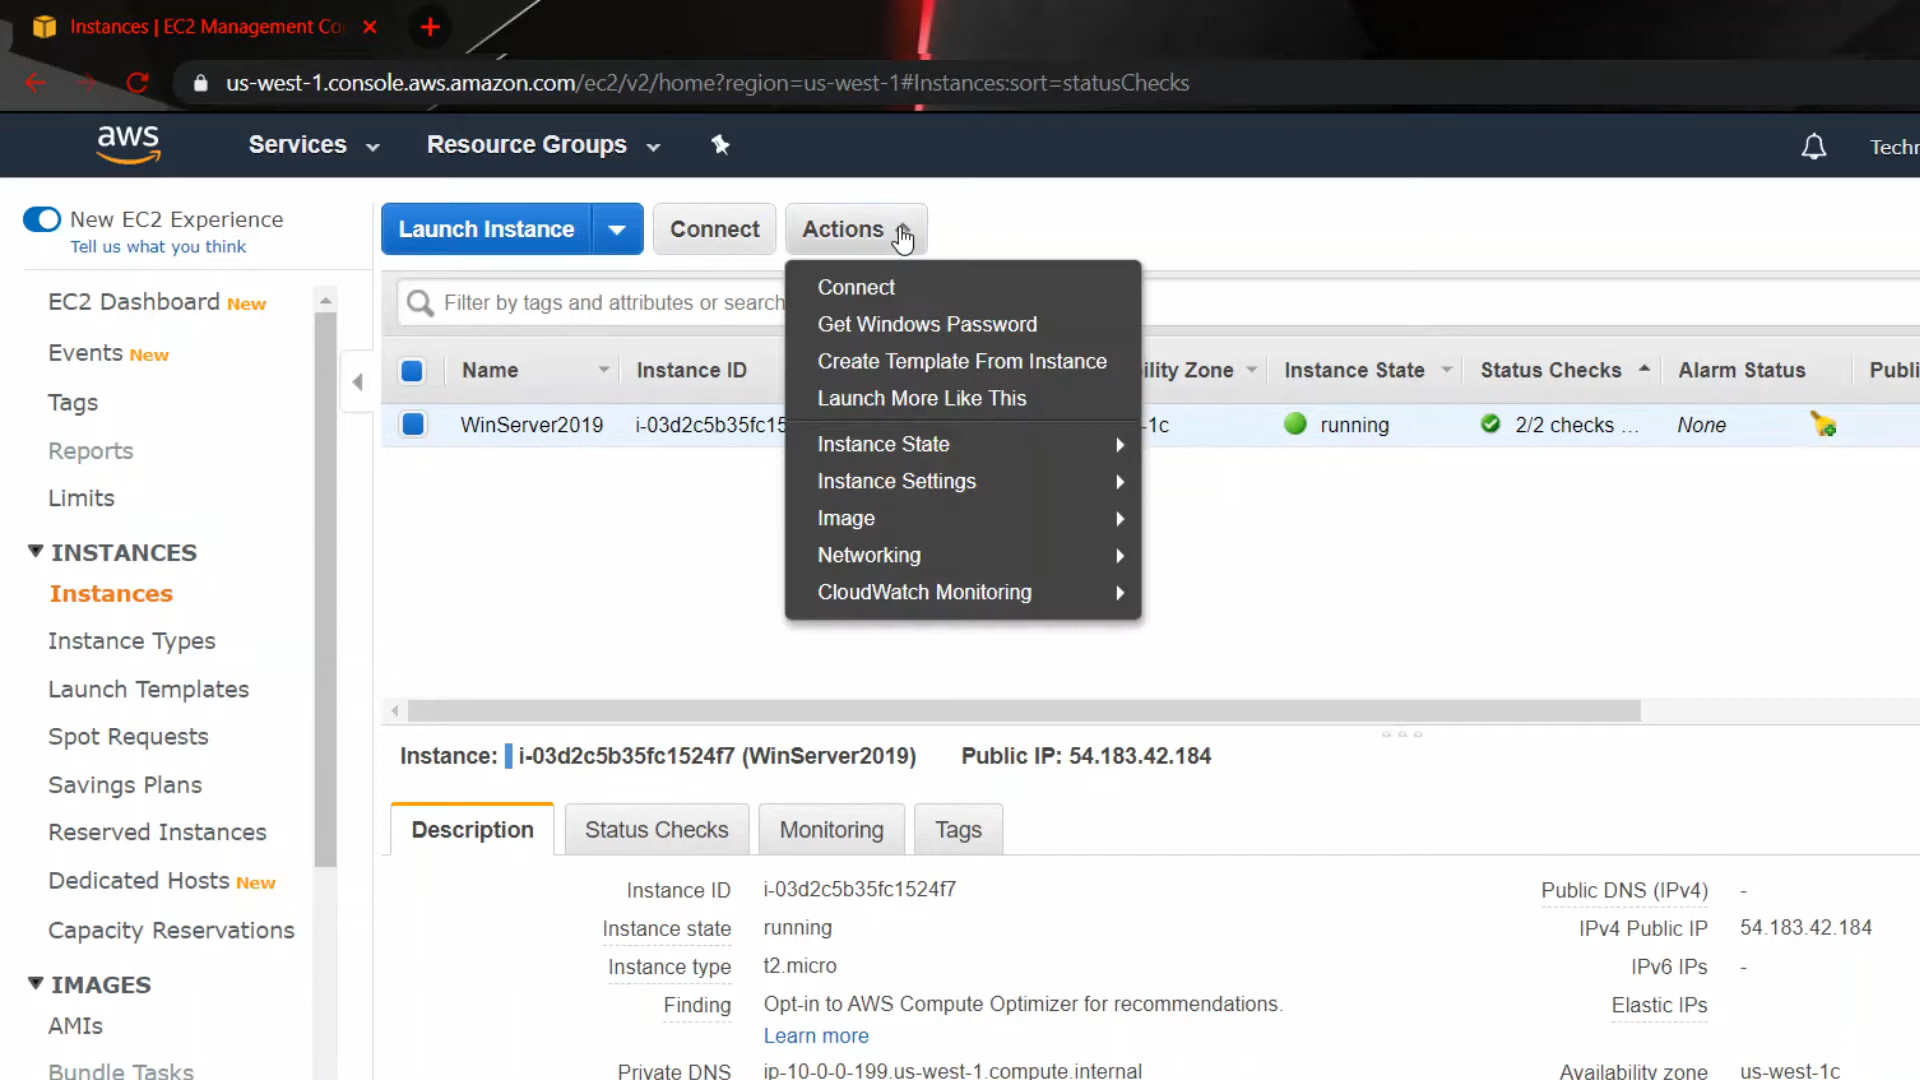 Instances | EC2 Management Co
us-west-1.console.aws.amazon.com/ec2/v2/home?region=us-west-1#Instances:sort=statusChecks
aws Services Resource Groups Techr
New EC2 Experience
Tell us what you think
EC2 Dashboard New
Events New
Tags
Reports
Limits
INSTANCES
Instances
Instance Types
Launch Templates
Spot Requests
Savings Plans
Reserved Instances
Dedicated Hosts New
Capacity Reservations
IMAGES
AMIs
Bundle Tasks
Launch Instance Connect Actions
Filter by tags and attributes or search
Connect
Get Windows Password
Create Template From Instance
Launch More Like This
Instance State
Instance Settings
Image
Networking
CloudWatch Monitoring
Name Instance ID ility Zone Instance State Status Checks Alarm Status Publi
WinServer2019 i-03d2c5b35fc15 -1c running 2/2 checks ... None
Instance: i-03d2c5b35fc1524f7 (WinServer2019) Public IP: 54.183.42.184
Description Status Checks Monitoring Tags
Instance ID i-03d2c5b35fc1524f7 Public DNS (IPv4) -
Instance state running IPv4 Public IP 54.183.42.184
Instance type t2.micro IPv6 IPs -
Finding Opt-in to AWS Compute Optimizer for recommendations. Elastic IPs
Learn more
Private DNS ip-10-0-0-199.us-west-1.compute.internal Availability zone us-west-1c